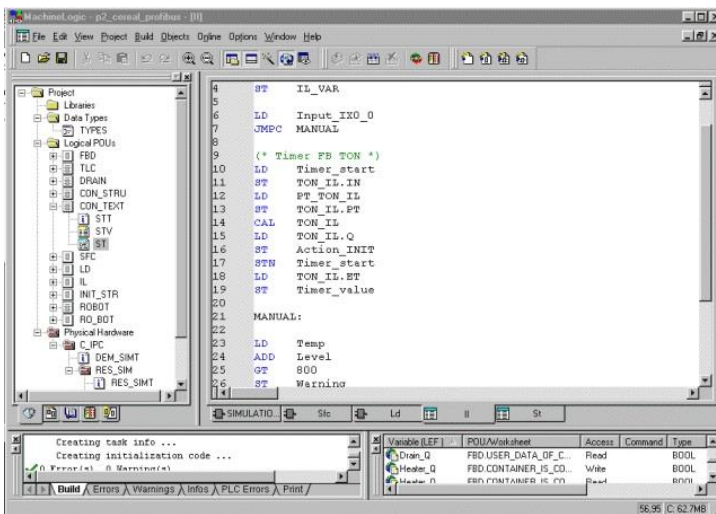 MachineLogic - p2_cereal_profibus - [Il]
File Edit View Project Build Objects Online Options Window Help
Project
Libraries
Data Types
TYPES
Logical POUs
FBD
TLC
DRAIN
CON_STRU
CON_TEXT
STT
STV
ST
SFC
LD
IL
INIT_STR
ROBOT
RO_BOT
Physical Hardware
C_IPC
DEM_SIMT
RES_SIM
RES_SIMT
4 ST IL_VAR
5
6 LD Input_IX0_0
7 JMPC MANUAL
8
9 (* Timer FB TON *)
10 LD Timer_start
11 ST TON_IL.IN
12 LD PT_TON_IL
13 ST TON_IL.PT
14 CAL TON_IL
15 LD TON_IL.Q
16 ST Action_INIT
17 STN Timer_start
18 LD TON_IL.ET
19 ST Timer_value
20
21 MANUAL:
22
23 LD Temp
24 ADD Level
25 GT 800
26 ST Warning
SIMULATIO... Sfc Ld Il St
Creating task info ...
Creating initialization code ...
0 Error(s) 0 Warning(s)
Build Errors Warnings Infos PLC Errors Print
Variable (LEF) POU/Worksheet Access Command Type
Drain_Q FBD.USER_DATA_OF_C... Read BOOL
Heater_Q FBD.CONTAINER_IS_CO... Write BOOL
Heater_Q FBD.CONTAINER_IS_CO... Read BOOL
56,95 C: 62.7MB